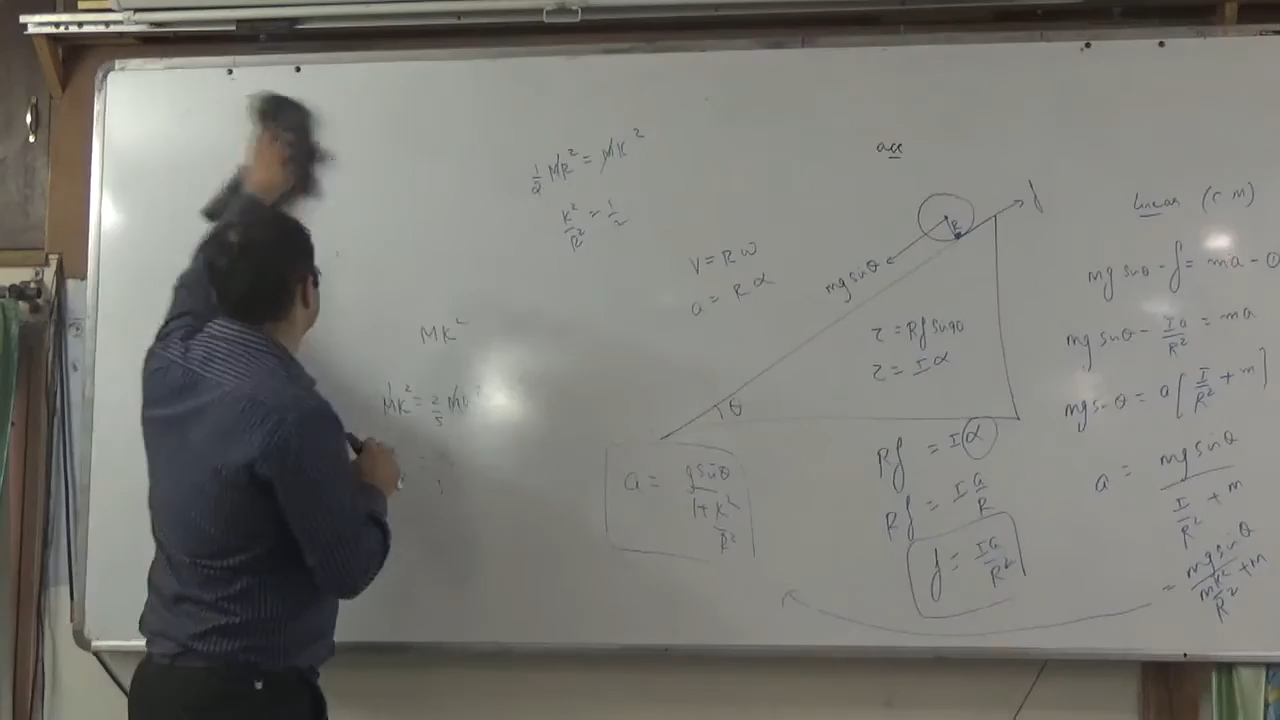 ½ MR² = MK²
K²/R² = 1/2
MK²
MK² = 2/5
V = Rω
a = Rα
a = g sinθ / (1 + K²/R²)
acc
f
R
mg sinθ
τ = Rf sin90
τ = Iα
θ
Rf = Iα
Rf = I a/R
f = Ia/R²
linear (CM)
mg sinθ - f = ma - ①
mg sinθ - Ia/R² = ma
mg sinθ = a[I/R² + m]
a = mg sinθ / (I/R² + m)
= mg sinθ / (mK²/R² + m)